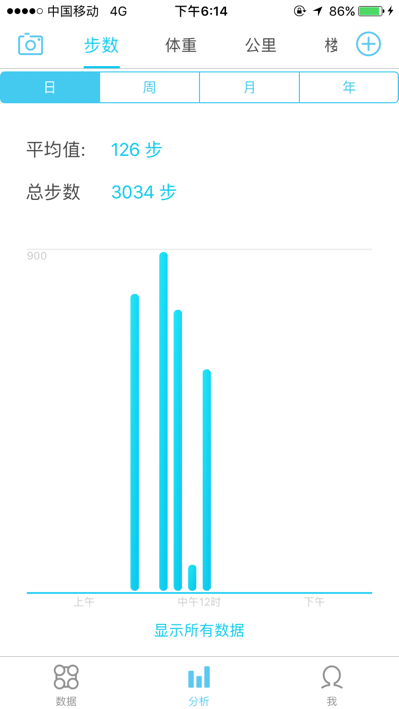 中国移动 4G 下午6:14 86%
步数 体重 公里
日 周 月 年
平均值: 126 步
总步数 3034 步
900
上午 中午12时 下午
显示所有数据
数据 分析 我